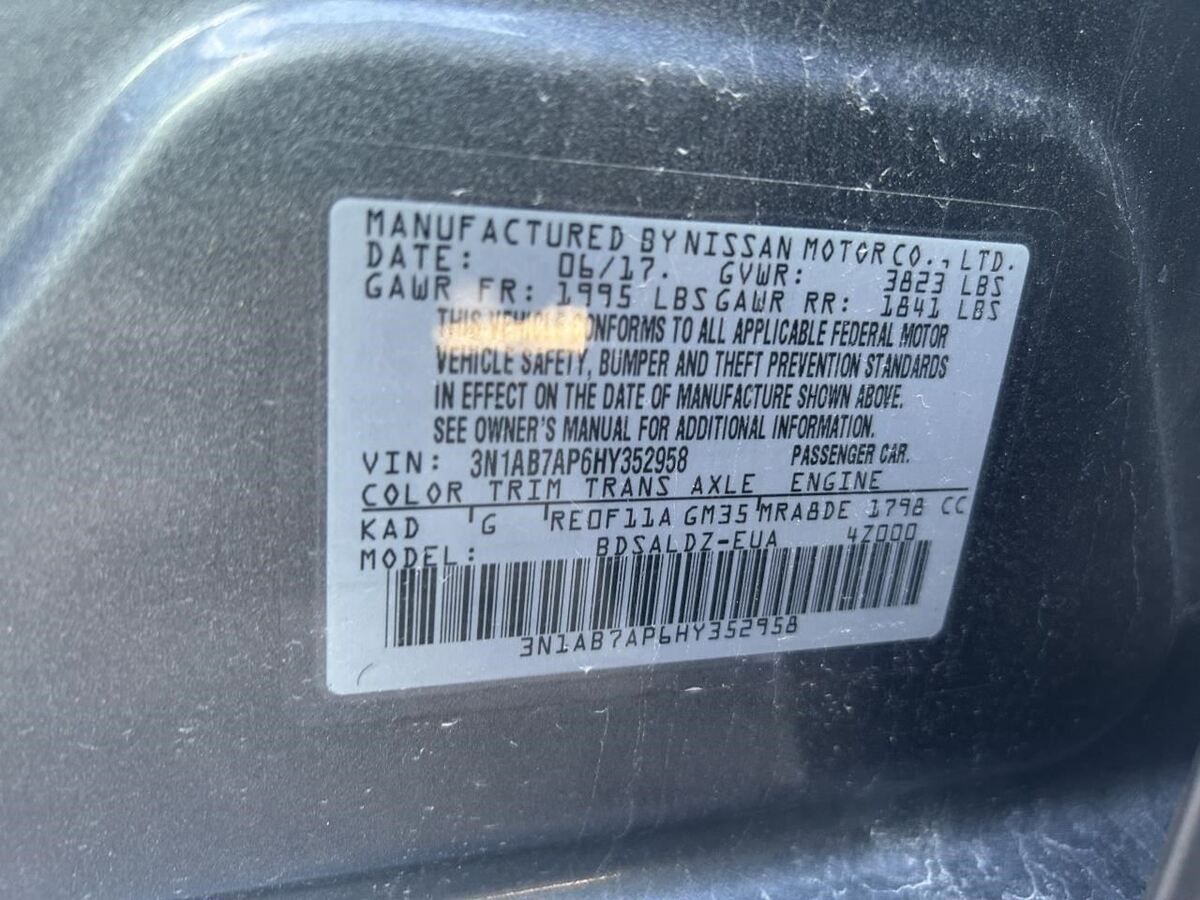 MANUFACTURED BY NISSAN MOTOR CO., LTD.
DATE: 06/17. GVWR: 3823 LBS
GAWR FR: 1995 LBS GAWR RR: 1841 LBS
THIS VEHICLE CONFORMS TO ALL APPLICABLE FEDERAL MOTOR
VEHICLE SAFETY, BUMPER AND THEFT PREVENTION STANDARDS
IN EFFECT ON THE DATE OF MANUFACTURE SHOWN ABOVE.
SEE OWNER'S MANUAL FOR ADDITIONAL INFORMATION.
VIN: 3N1AB7AP6HY352958 PASSENGER CAR.
COLOR TRIM TRANS AXLE ENGINE
KAD G RE0F11A GM35 MRA8DE 1798 CC
MODEL: BDSALDZ-EUA 4Z000
3N1AB7AP6HY352958